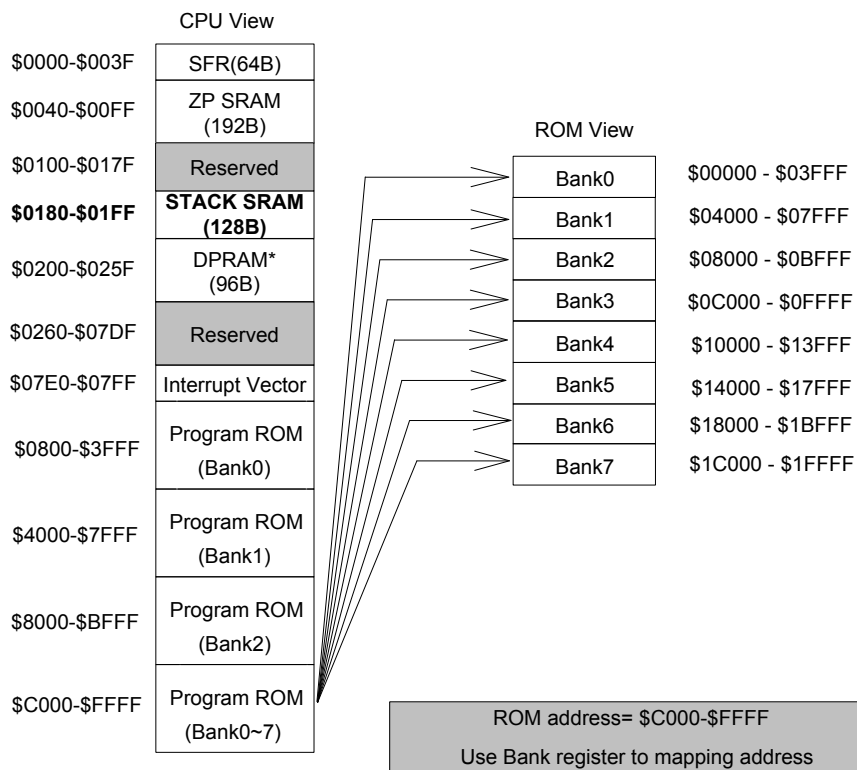 CPU View
$0000-$003F
SFR(64B)
$0040-$00FF
ZP SRAM
(192B)
$0100-$017F
Reserved
$0180-$01FF
STACK SRAM
(128B)
$0200-$025F
DPRAM*
(96B)
$0260-$07DF
Reserved
$07E0-$07FF
Interrupt Vector
$0800-$3FFF
Program ROM
(Bank0)
$4000-$7FFF
Program ROM
(Bank1)
$8000-$BFFF
Program ROM
(Bank2)
$C000-$FFFF
Program ROM
(Bank0~7)
ROM View
Bank0 $00000 - $03FFF
Bank1 $04000 - $07FFF
Bank2 $08000 - $0BFFF
Bank3 $0C000 - $0FFFF
Bank4 $10000 - $13FFF
Bank5 $14000 - $17FFF
Bank6 $18000 - $1BFFF
Bank7 $1C000 - $1FFFF
ROM address= $C000-$FFFF
Use Bank register to mapping address